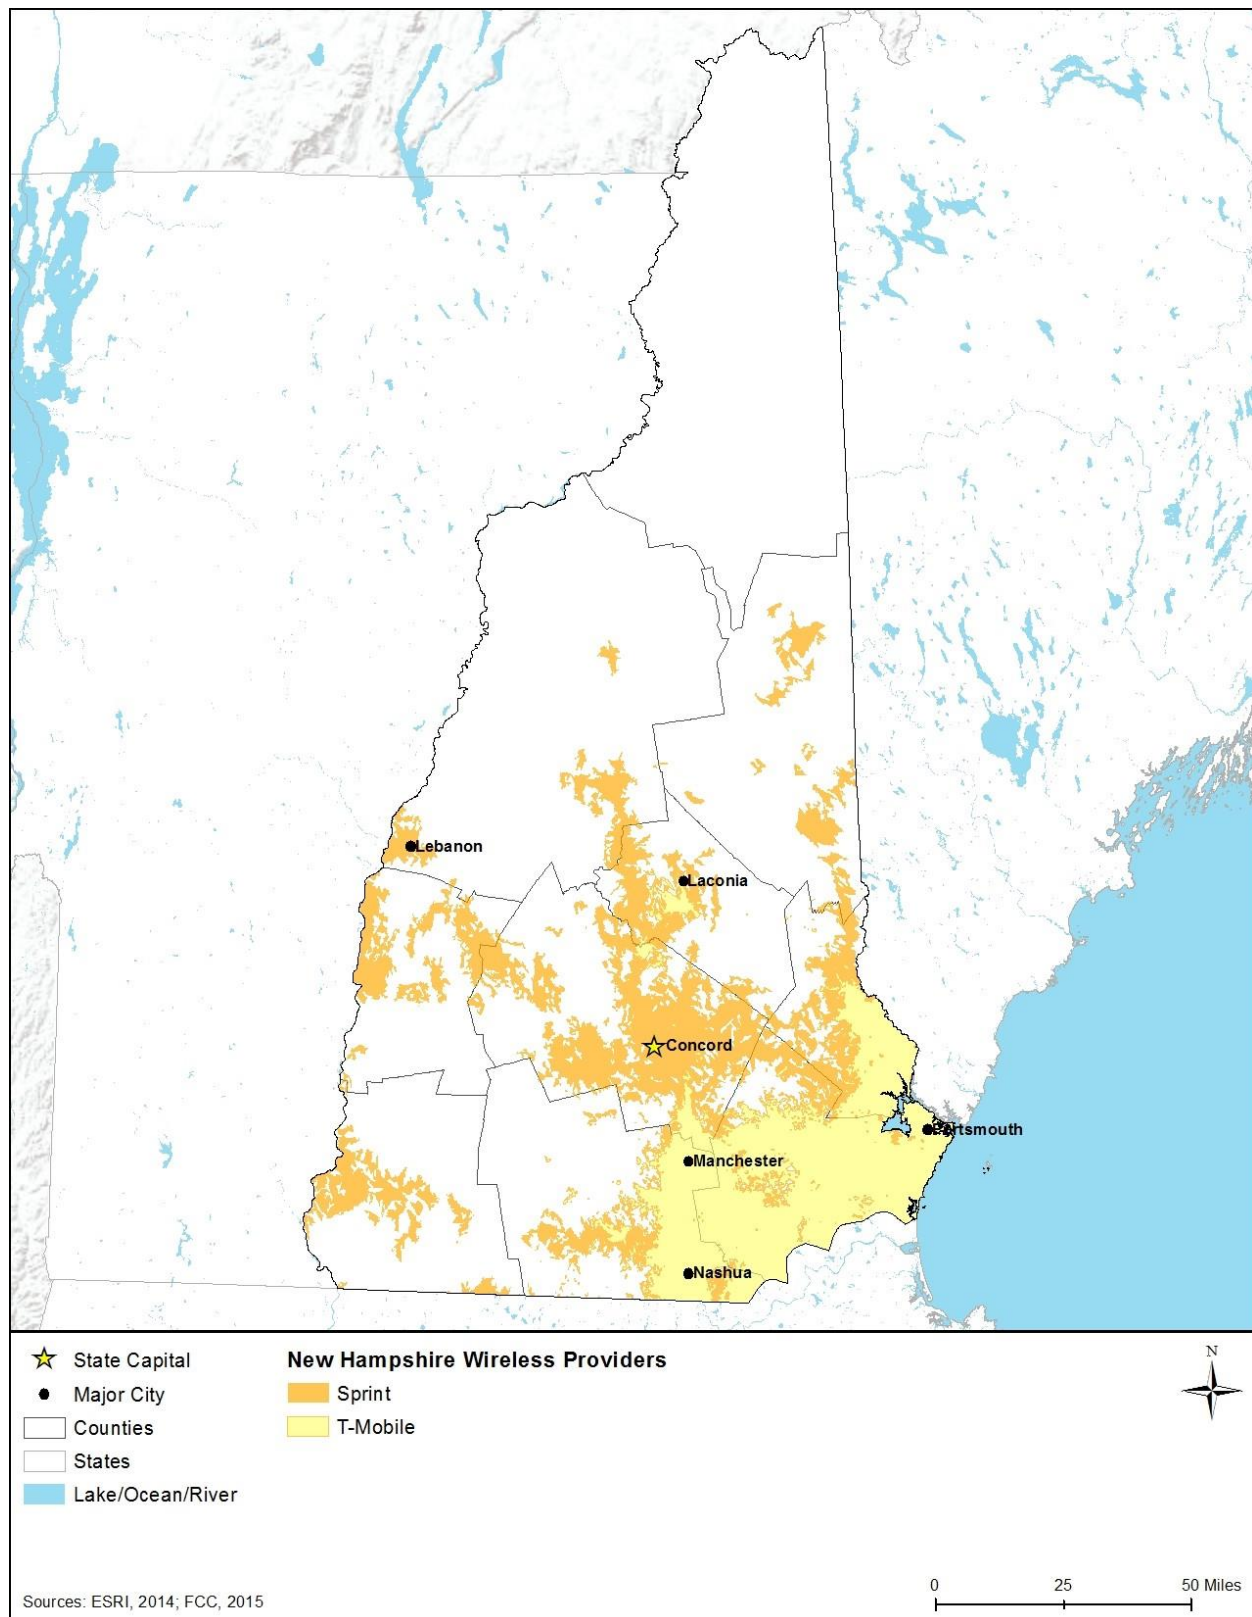 Lebanon
Laconia
Concord
Portsmouth
Manchester
Nashua
State Capital
Major City
Counties
States
Lake/Ocean/River
New Hampshire Wireless Providers
Sprint
T-Mobile
N
Sources: ESRI, 2014; FCC, 2015
0 25 50 Miles